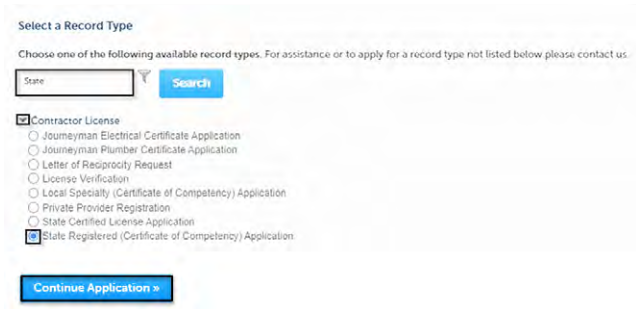 Select a Record Type
Choose one of the following available record types. For assistance or to apply for a record type not listed below please contact us.
State
Search
Contractor License
Journeyman Electrical Certificate Application
Journeyman Plumber Certificate Application
Letter of Reciprocity Request
License Verification
Local Specialty (Certificate of Competency) Application
Private Provider Registration
State Certified License Application
State Registered (Certificate of Competency) Application
Continue Application »